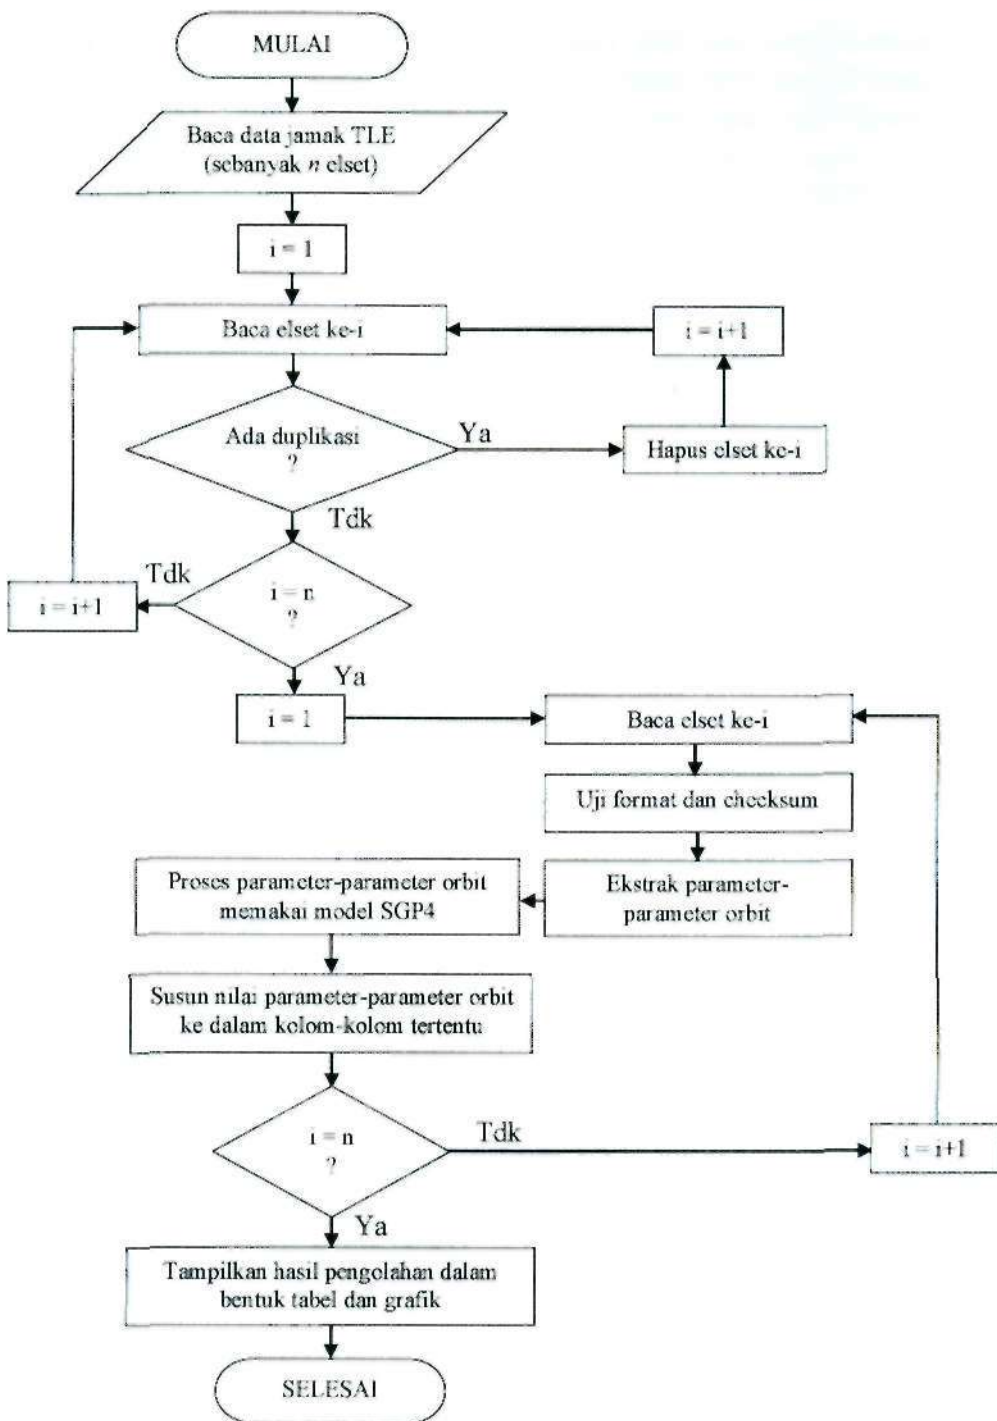 MULAI
Baca data jamak TLE
(sebanyak n elset)
i = 1
Baca elset ke-i
i = i+1
Ada duplikasi
?
Ya
Hapus elset ke-i
Tdk
i = n
?
Tdk
i = i+1
Ya
i = 1
Baca elset ke-i
Uji format dan checksum
Ekstrak parameter-
parameter orbit
Proses parameter-parameter orbit
memakai model SGP4
Susun nilai parameter-parameter orbit
ke dalam kolom-kolom tertentu
i = n
?
Tdk
i = i+1
Ya
Tampilkan hasil pengolahan dalam
bentuk tabel dan grafik
SELESAI